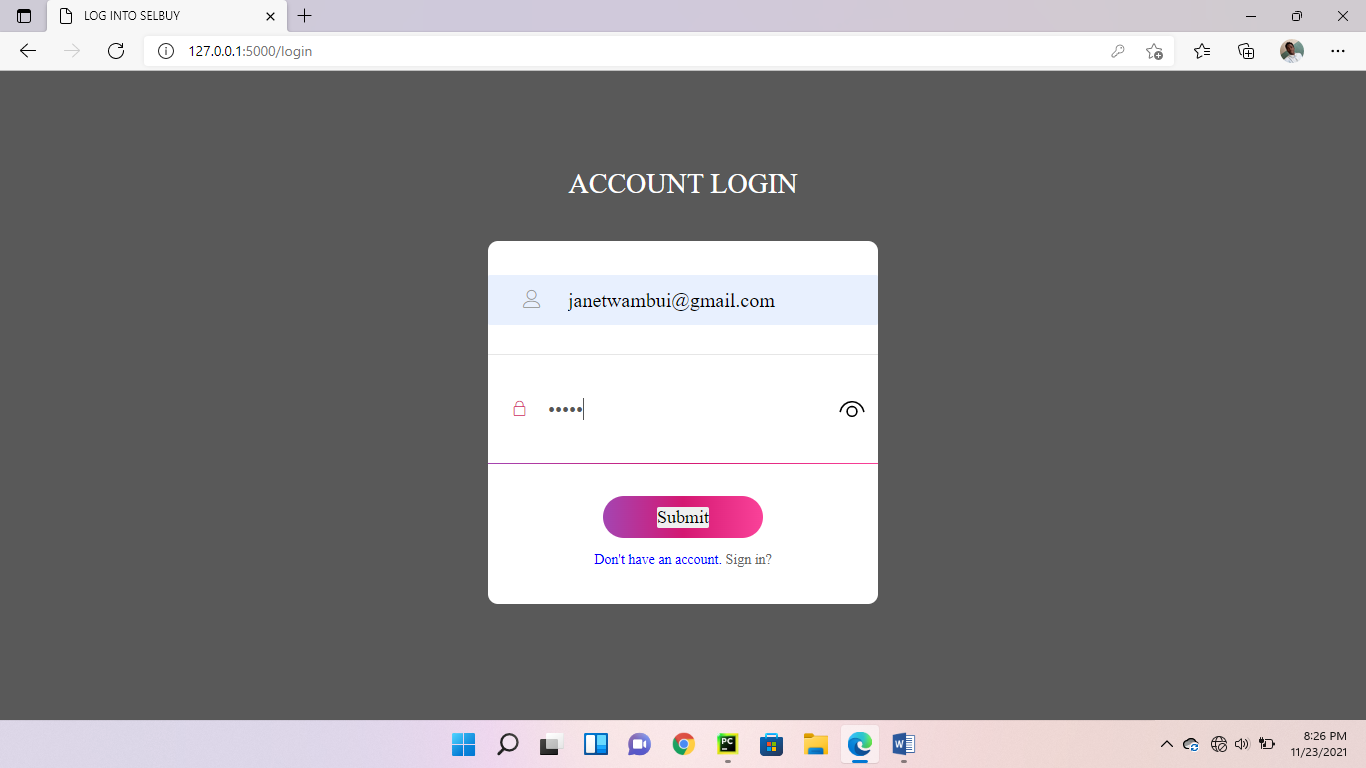 LOG INTO SELBUY
127.0.0.1:5000/login
ACCOUNT LOGIN
janetwambui@gmail.com
•••••
Submit
Don't have an account. Sign in?
PC
W
8:26 PM
11/23/2021